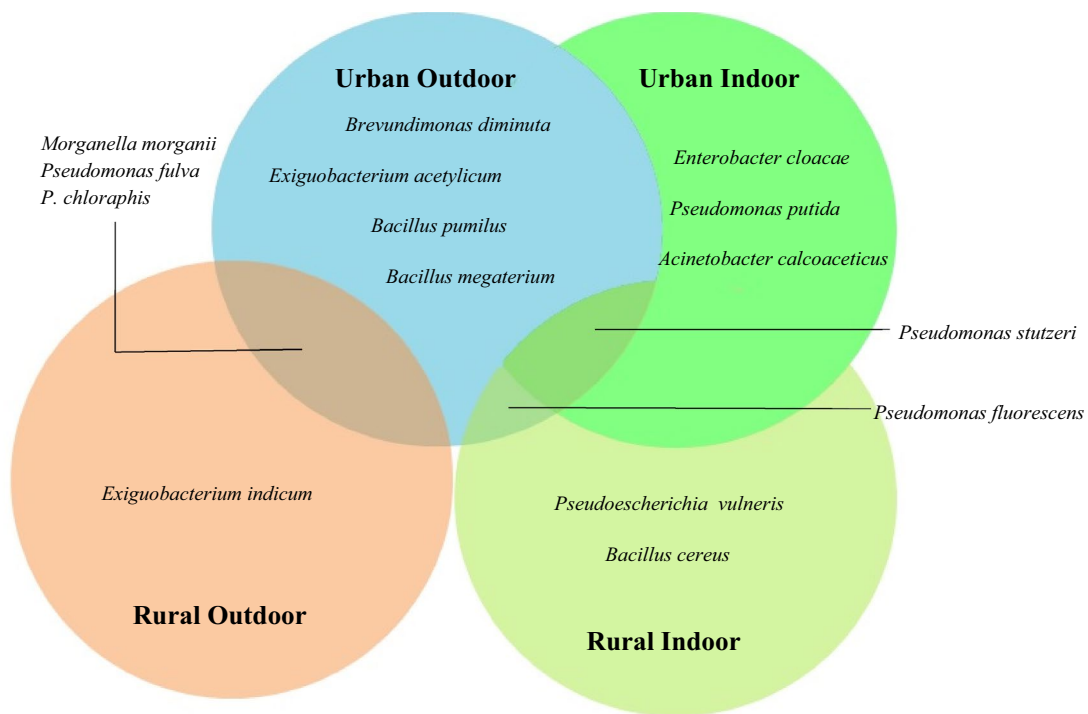 Urban Outdoor
Urban Indoor
Brevundimonas diminuta
Morganella morganii
Pseudomonas fulva
P. chloraphis
Enterobacter cloacae
Exiguobacterium acetylicum
Pseudomonas putida
Bacillus pumilus
Acinetobacter calcoaceticus
Bacillus megaterium
Pseudomonas stutzeri
Pseudomonas fluorescens
Exiguobacterium indicum
Pseudoescherichia vulneris
Bacillus cereus
Rural Outdoor
Rural Indoor